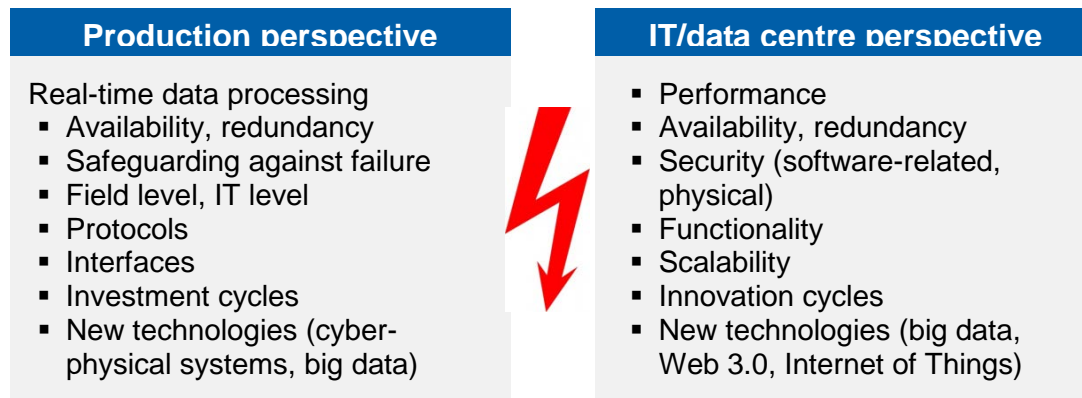 Production perspective
Real-time data processing
▪ Availability, redundancy
▪ Safeguarding against failure
▪ Field level, IT level
▪ Protocols
▪ Interfaces
▪ Investment cycles
▪ New technologies (cyber-
physical systems, big data)
IT/data centre perspective
▪ Performance
▪ Availability, redundancy
▪ Security (software-related,
physical)
▪ Functionality
▪ Scalability
▪ Innovation cycles
▪ New technologies (big data,
Web 3.0, Internet of Things)